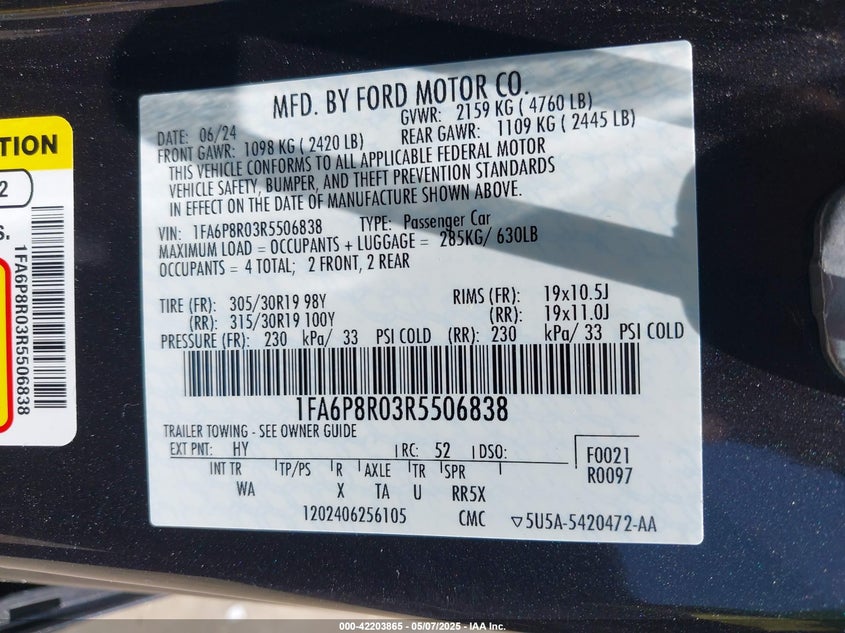 TION
2
S.
1FA6P8R03R5506838
MFD. BY FORD MOTOR CO.
DATE: 06/24 GVWR: 2159 KG ( 4760 LB)
FRONT GAWR: 1098 KG ( 2420 LB) REAR GAWR: 1109 KG ( 2445 LB)
THIS VEHICLE CONFORMS TO ALL APPLICABLE FEDERAL MOTOR
VEHICLE SAFETY, BUMPER, AND THEFT PREVENTION STANDARDS
IN EFFECT ON THE DATE OF MANUFACTURE SHOWN ABOVE.
VIN: 1FA6P8R03R5506838 TYPE: Passenger Car
MAXIMUM LOAD = OCCUPANTS + LUGGAGE = 285KG/ 630LB
OCCUPANTS = 4 TOTAL; 2 FRONT, 2 REAR
TIRE (FR): 305/30R19 98Y RIMS (FR): 19x10.5J
(RR): 315/30R19 100Y (RR): 19x11.0J
PRESSURE (FR): 230 kPa/ 33 PSI COLD (RR): 230 kPa/ 33 PSI COLD
1FA6P8R03R5506838
TRAILER TOWING - SEE OWNER GUIDE
EXT PNT: HY RC: 52 DSO: F0021
INT TR TP/PS R AXLE TR SPR R0097
WA X TA U RR5X
1202406256105 CMC ▽5U5A-5420472-AA
000-42203865 - 05/07/2025 - IAA Inc.